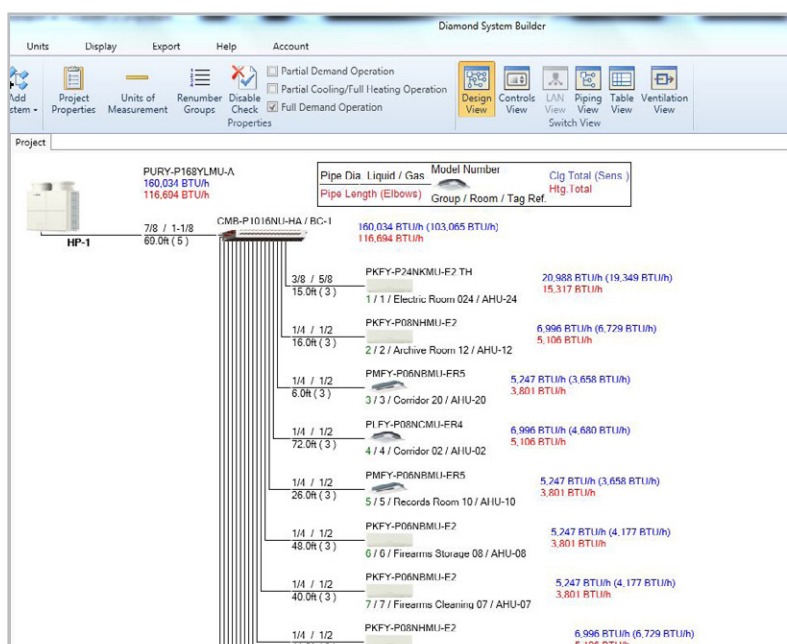 Diamond System Builder
Units Display Export Help Account
Add
stem
Project
Properties
Units of
Measurement
Renumber
Groups
Disable
Check
Partial Demand Operation
Partial Cooling/Full Heating Operation
Full Demand Operation
Properties
Design
View
Controls
View
LAN
View
Piping
View
Table
View
Ventilation
View
Switch View
Project
PURY-P168YLMU-A
160,034 BTU/h
116,694 BTU/h
HP-1
7/8 / 1-1/8
69.0ft ( 5 )
Pipe Dia. Liquid / Gas
Pipe Length (Elbows)
Model Number
Group / Room / Tag Ref.
Clg Total (Sens.)
Htg.Total
CMB-P1016NU-HA / BC-1
160,034 BTU/h (103,065 BTU/h)
116,694 BTU/h
3/8 / 5/8
15.0ft ( 3 )
PKFY-P24NKMU-E2.TH
1 / 1 / Electric Room 024 / AHU-24
20,988 BTU/h (19,349 BTU/h)
15,317 BTU/h
1/4 / 1/2
16.0ft ( 3 )
PKFY-P08NHMU-E2
2 / 2 / Archive Room 12 / AHU-12
6,996 BTU/h (6,729 BTU/h)
5,106 BTU/h
1/4 / 1/2
6.0ft ( 3 )
PMFY-P06NBMU-ER5
3 / 3 / Corridor 20 / AHU-20
5,247 BTU/h (3,658 BTU/h)
3,801 BTU/h
1/4 / 1/2
72.0ft ( 3 )
PLFY-P08NCMU-ER4
4 / 4 / Corridor 02 / AHU-02
6,996 BTU/h (4,680 BTU/h)
5,106 BTU/h
1/4 / 1/2
26.0ft ( 3 )
PMFY-P06NBMU-ER5
5 / 5 / Records Room 10 / AHU-10
5,247 BTU/h (3,658 BTU/h)
3,801 BTU/h
1/4 / 1/2
48.0ft ( 3 )
PKFY-P06NBMU-E2
6 / 6 / Firearms Storage 08 / AHU-08
5,247 BTU/h (4,177 BTU/h)
3,801 BTU/h
1/4 / 1/2
40.0ft ( 3 )
PKFY-P06NBMU-E2
7 / 7 / Firearms Cleaning 07 / AHU-07
5,247 BTU/h (4,177 BTU/h)
3,801 BTU/h
1/4 / 1/2
PKFY-P08NHMU-E2
6,996 BTU/h (6,729 BTU/h)
5,106 BTU/h